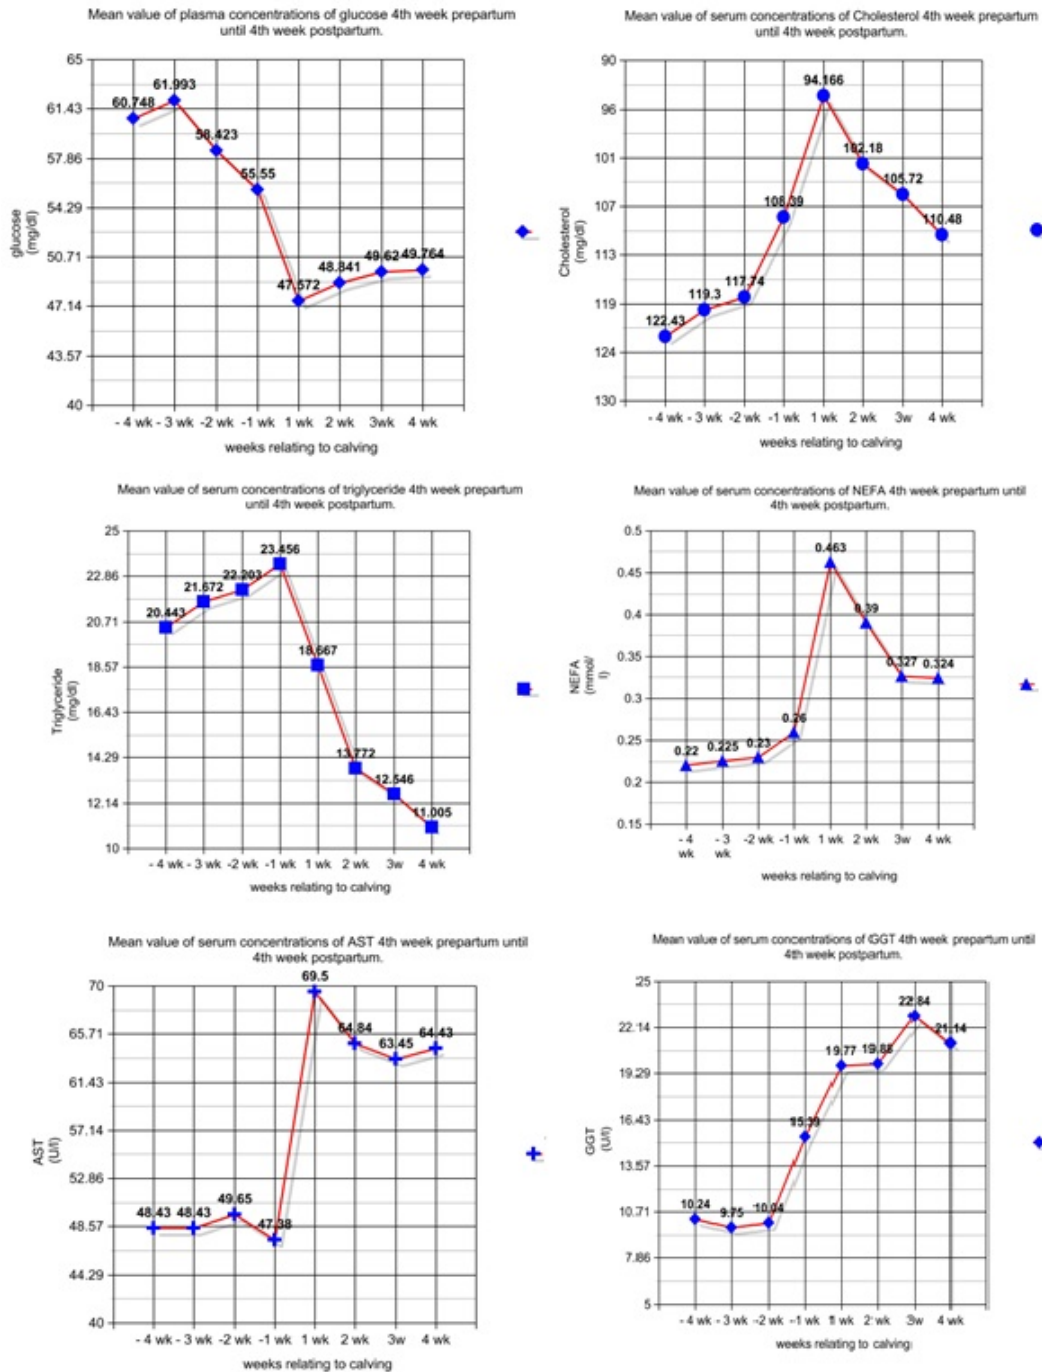 Mean value of plasma concentrations of glucose 4th week prepartum
until 4th week postpartum.
65
61.43
57.86
54.29
50.71
47.14
43.57
40
glucose
(mg/dl)
60.748
61.993
58.423
55.55
47.572
48.841
49.62
49.764
- 4 wk
- 3 wk
-2 wk
-1 wk
1wk
2 wk
3wk
4 wk
weeks relating to calving
Mean value of serum concentrations of Cholesterol 4th week prepartum
until 4th week postpartum.
90
96
101
107
113
119
124
130
Cholesterol
(mg/dl)
122.43
119.3
117.74
108.39
94.166
102.18
105.72
110.48
- 4 wk
- 3 wk
-2 wk
-1 wk
1 wk
2 wk
3w
4 wk
weeks relating to calving
Mean value of serum concentrations of triglyceride 4th week prepartum
until 4th week postpartum.
25
22.86
20.71
18.57
16.43
14.29
12.14
10
Triglyceride
(mg/dl)
20.443
21.672
22.203
23.456
18.667
13.772
12.546
11.005
- 4 wk
- 3 wk
-2 wk
-1 wk
1 wk
2 wk
3w
4 wk
weeks relating to calving
Mean value of serum concentrations of NEFA 4th week prepartum until
4th week postpartum.
0.5
0.45
0.4
0.35
0.3
0.25
0.2
0.15
NEFA
(mmol/
l)
0.22
0.225
0.23
0.26
0.463
0.39
0.327
0.324
- 4
wk
- 3
wk
-2 wk
-1 wk
1 wk
2 wk
3w
4 wk
weeks relating to calving
Mean value of serum concentrations of AST 4th week prepartum until
4th week postpartum.
70
65.71
61.43
57.14
52.86
48.57
44.29
40
AST
(U/l)
48.43
48.43
49.65
47.38
69.5
64.84
63.45
64.43
- 4 wk
- 3 wk
-2 wk
-1 wk
1 wk
2 wk
3w
4 wk
weeks relating to calving
Mean value of serum concentrations of GGT 4th week prepartum until
4th week postpartum.
25
22.14
19.29
16.43
13.57
10.71
7.86
5
GGT
(U/l)
10.24
9.75
10.04
15.39
19.77
19.88
22.84
21.14
- 4 wk
- 3 wk
-2 wk
-1 wk
1 wk
2 wk
3w
4 wk
weeks relating to calving